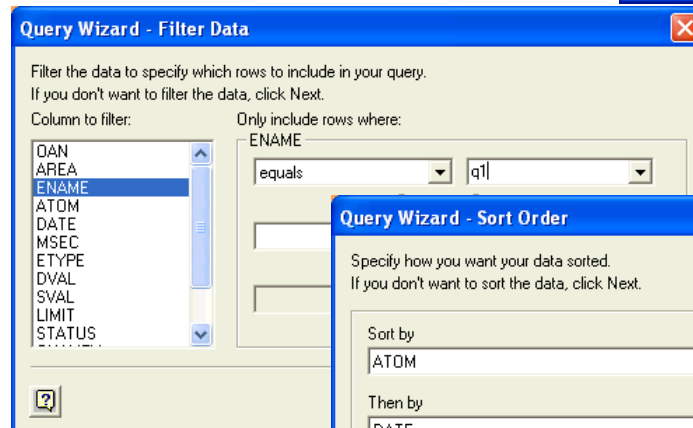 Query Wizard - Filter Data
Filter the data to specify which rows to include in your query.
If you don't want to filter the data, click Next.
Column to filter:
Only include rows where:
OAN
AREA
ENAME
ATOM
DATE
MSEC
ETYPE
DVAL
SVAL
LIMIT
STATUS
ENAME
equals
q1
Query Wizard - Sort Order
Specify how you want your data sorted.
If you don't want to sort the data, click Next.
Sort by
ATOM
Then by
DATE